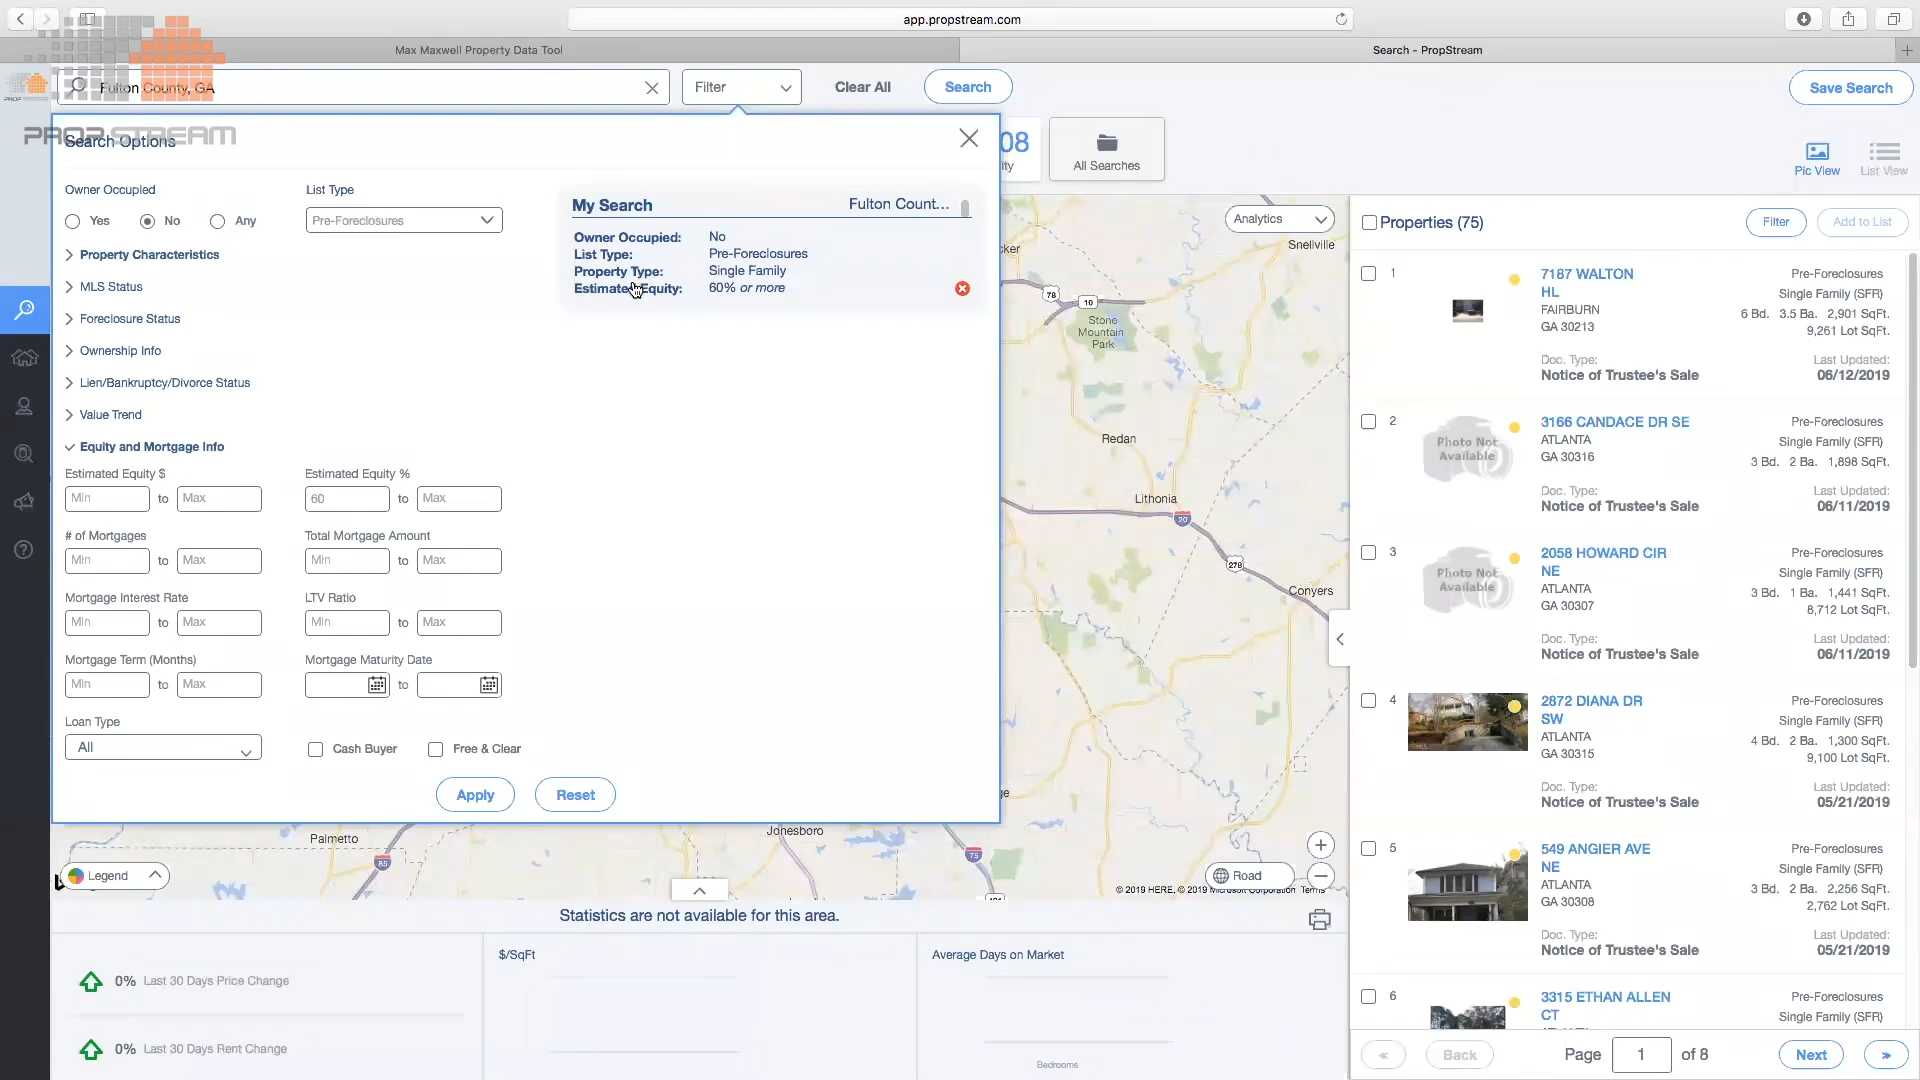 app.propstream.com
Max Maxwell Property Data Tool
Search - PropStream
Fulton County, GA
Filter
Clear All
Search
Save Search
PROPSTREAM
PROP
Search Options
08
ity
All Searches
Pic View
List View
Owner Occupied
List Type
Yes
No
Any
Pre-Foreclosures
Property Characteristics
MLS Status
Foreclosure Status
Ownership Info
Lien/Bankruptcy/Divorce Status
Value Trend
Equity and Mortgage Info
Estimated Equity $
Estimated Equity %
Min to Max
60 to Max
# of Mortgages
Total Mortgage Amount
Min to Max
Min to Max
Mortgage Interest Rate
LTV Ratio
Min to Max
Min to Max
Mortgage Term (Months)
Mortgage Maturity Date
Min to Max
to
Loan Type
All
Cash Buyer
Free & Clear
Apply
Reset
My Search
Fulton Count...
Owner Occupied: No
List Type: Pre-Foreclosures
Property Type: Single Family
Estimated Equity: 60% or more
Analytics
cker
Snellville
78
10
Stone
Mountain
Park
Redan
Lithonia
20
278
Conyers
ge
Palmetto
85
Jonesboro
75
Legend
Road
© 2019 HERE, © 2019 Microsoft Corporation Terms
Statistics are not available for this area.
0% Last 30 Days Price Change
0% Last 30 Days Rent Change
$/SqFt
Average Days on Market
Bedrooms
Properties (75)
Filter
Add to List
1
7187 WALTON
HL
FAIRBURN
GA 30213
Pre-Foreclosures
Single Family (SFR)
6 Bd. 3.5 Ba. 2,901 SqFt.
9,261 Lot SqFt.
Doc. Type:
Notice of Trustee's Sale
Last Updated:
06/12/2019
2
Photo Not
Available
3166 CANDACE DR SE
ATLANTA
GA 30316
Pre-Foreclosures
Single Family (SFR)
3 Bd. 2 Ba. 1,898 SqFt.
Doc. Type:
Notice of Trustee's Sale
Last Updated:
06/11/2019
3
Photo Not
Available
2058 HOWARD CIR
NE
ATLANTA
GA 30307
Pre-Foreclosures
Single Family (SFR)
3 Bd. 1 Ba. 1,441 SqFt.
8,712 Lot SqFt.
Doc. Type:
Notice of Trustee's Sale
Last Updated:
06/11/2019
4
2872 DIANA DR
SW
ATLANTA
GA 30315
Pre-Foreclosures
Single Family (SFR)
4 Bd. 2 Ba. 1,300 SqFt.
9,100 Lot SqFt.
Doc. Type:
Notice of Trustee's Sale
Last Updated:
05/21/2019
5
549 ANGIER AVE
NE
ATLANTA
GA 30308
Pre-Foreclosures
Single Family (SFR)
3 Bd. 2 Ba. 2,256 SqFt.
2,762 Lot SqFt.
Doc. Type:
Notice of Trustee's Sale
Last Updated:
05/21/2019
6
3315 ETHAN ALLEN
CT
Pre-Foreclosures
Single Family (SFR)
Back
Page 1 of 8
Next